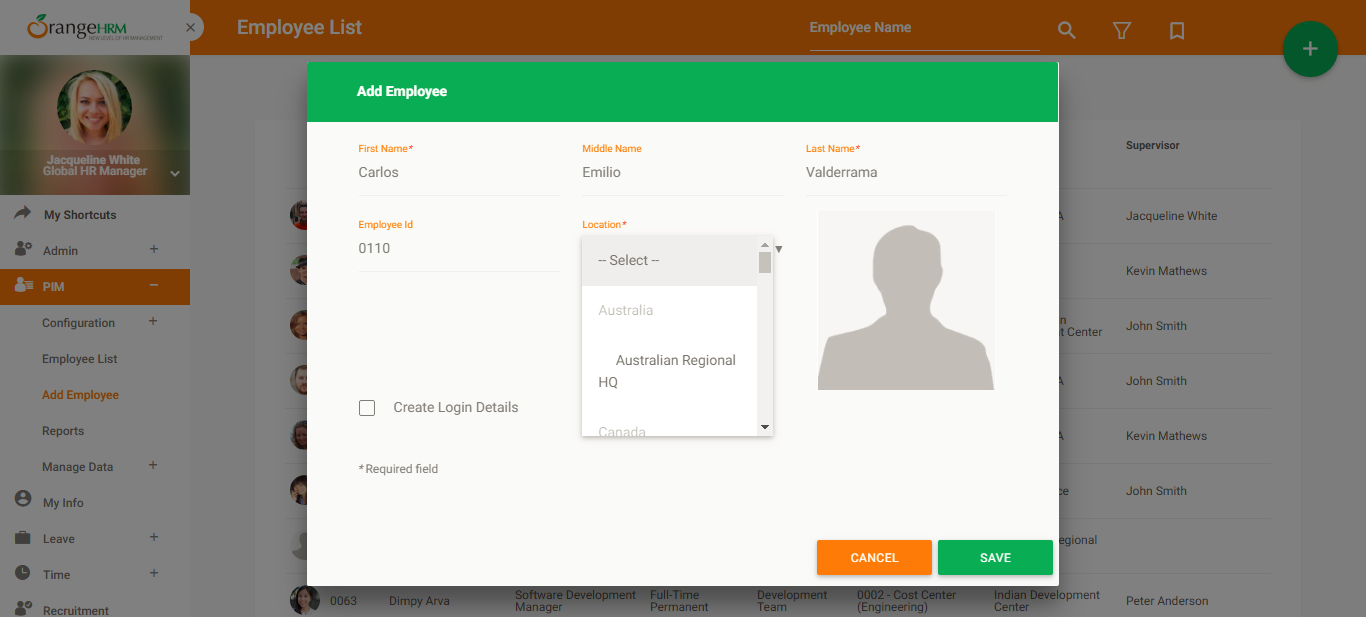 OrangeHRM
NEW LEVEL OF HR MANAGEMENT
Employee List
Employee Name
Jacqueline White
Global HR Manager
My Shortcuts
Admin
PIM
Configuration
Employee List
Add Employee
Reports
Manage Data
My Info
Leave
Time
Recruitment
Add Employee
First Name*
Middle Name
Last Name*
Carlos
Emilio
Valderrama
Employee Id
Location*
0110
-- Select --
Australia
Australian Regional
HQ
Canada
Create Login Details
*Required field
CANCEL
SAVE
Supervisor
A
Jacqueline White
Kevin Mathews
n
t Center
John Smith
A
John Smith
A
Kevin Mathews
ce
John Smith
egional
0063
Dimpy Arva
Software Development
Manager
Full-Time
Permanent
Development
Team
0002 - Cost Center
(Engineering)
Indian Development
Center
Peter Anderson